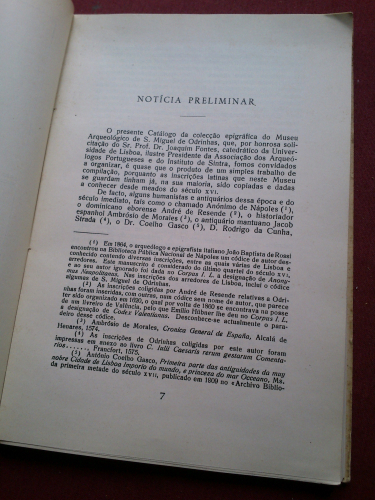 NOTÍCIA PRELIMINAR
O presente Catálogo da colecção epigráfica do Museu
Arqueológico de S. Miguel de Odrinhas, que, por honrosa soli-
citação do Sr. Prof. Dr. Joaquim Fontes, catedrático da Univer-
sidade de Lisboa, ilustre Presidente da Associação dos Arqueó-
logos Portugueses e do Instituto de Sintra, fomos convidados
a organizar, é quase que o produto de um simples trabalho de
compilação, porquanto as inscrições latinas que neste Museu
se guardam tinham já, na sua maioria, sido copiadas e dadas
a conhecer desde meados do século XVI.
De facto, alguns humanistas e antiquários dessa época e do
século imediato, tais como o chamado Anónimo de Nápoles (1),
o dominicano eborense André de Resende (2), o historiador
espanhol Ambrósio de Morales (3), o antiquário mantuano Jacob
Strada (4), o Dr. Coelho Gasco (5), D. Rodrigo da Cunha,
(1) Em 1864, o arqueólogo e epigrafista italiano João Baptista de Rossi
encontrou na Biblioteca Pública Nacional de Nápoles um códice de autor des-
conhecido contendo diversas inscrições, entre as quais várias de Lisboa e
arredores. Este manuscrito é considerado do último quartel do século XVI,
e ao seu autor ignorado foi dado no Corpus I. L. a designação de Anony-
mus Neapolitanus. Nas inscrições dos arredores de Lisboa, inclui o códice
algumas de S. Miguel de Odrinhas.
(2) As inscrições coligidas por André de Resende relativas a Odri-
nhas foram inseridas, com outras, num códice sem nome de autor, que parece
ter sido organizado em 1590, o qual por volta de 1860 se encontrava na posse
de um livreiro de Valência, pelo que Emílio Hübner lhe deu no Corpus I. L.
a designação de Codex Valentinus. Desconhece-se actualmente o para-
deiro desse códice.
(3) Ambrósio de Morales, Cronica General de España, Alcalá de
Henares, 1574.
(4) As inscrições de Odrinhas coligidas por este autor foram
impressas em anexo ao livro C. Julii Caesaris rerum gestarum Comenta-
rios...... Francfort, 1575.
(5) António Coelho Gasco, Primeira parte das antiguidades da muy
nobre Cidade de Lisboa imporio do mundo, e princeza do mar Occeano, Ms.
da primeira metade do século XVII, publicado em 1809 no «Archivo Biblio-
7